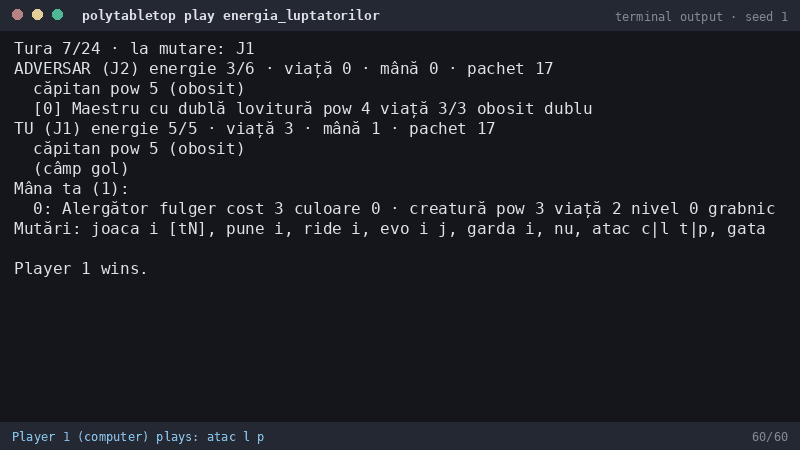 polytabletop play energia_luptatorilor
terminal output · seed 1
Tura 7/24 · la mutare: J1
ADVERSAR (J2) energie 3/6 · viață 0 · mână 0 · pachet 17
căpitan pow 5 (obosit)
[0] Maestru cu dublă lovitură pow 4 viață 3/3 obosit dublu
TU (J1) energie 5/5 · viață 3 · mână 1 · pachet 17
căpitan pow 5 (obosit)
(câmp gol)
Mâna ta (1):
0: Alergător fulger cost 3 culoare 0 · creatură pow 3 viață 2 nivel 0 grabnic
Mutări: joaca i [tN], pune i, ride i, evo i j, garda i, nu, atac c|l t|p, gata
Player 1 wins.
Player 1 (computer) plays: atac l p
60/60